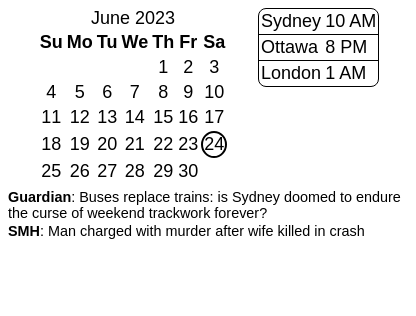 June 2023
Su Mo Tu We Th Fr Sa
1 2 3
4 5 6 7 8 9 10
11 12 13 14 15 16 17
18 19 20 21 22 23 24
25 26 27 28 29 30
Sydney 10 AM
Ottawa 8 PM
London 1 AM
Guardian: Buses replace trains: is Sydney doomed to endure
the curse of weekend trackwork forever?
SMH: Man charged with murder after wife killed in crash